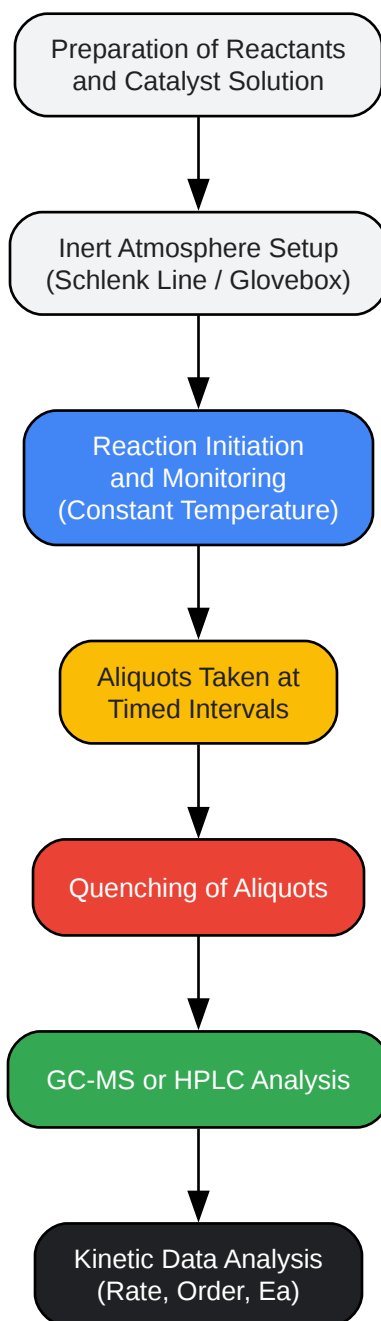 Preparation of Reactants
and Catalyst Solution
Inert Atmosphere Setup
(Schlenk Line / Glovebox)
Reaction Initiation
and Monitoring
(Constant Temperature)
Aliquots Taken at
Timed Intervals
Quenching of Aliquots
GC-MS or HPLC Analysis
Kinetic Data Analysis
(Rate, Order, Ea)